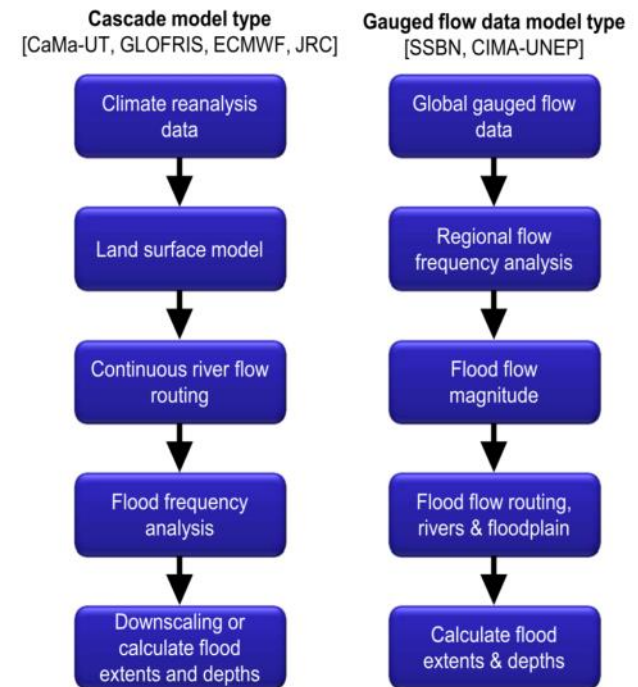 Cascade model type
[CaMa-UT, GLOFRIS, ECMWF, JRC]
Climate reanalysis
data
Land surface model
Continuous river flow
routing
Flood frequency
analysis
Downscaling or
calculate flood
extents and depths
Gauged flow data model type
[SSBN, CIMA-UNEP]
Global gauged flow
data
Regional flow
frequency analysis
Flood flow
magnitude
Flood flow routing,
rivers & floodplain
Calculate flood
extents & depths